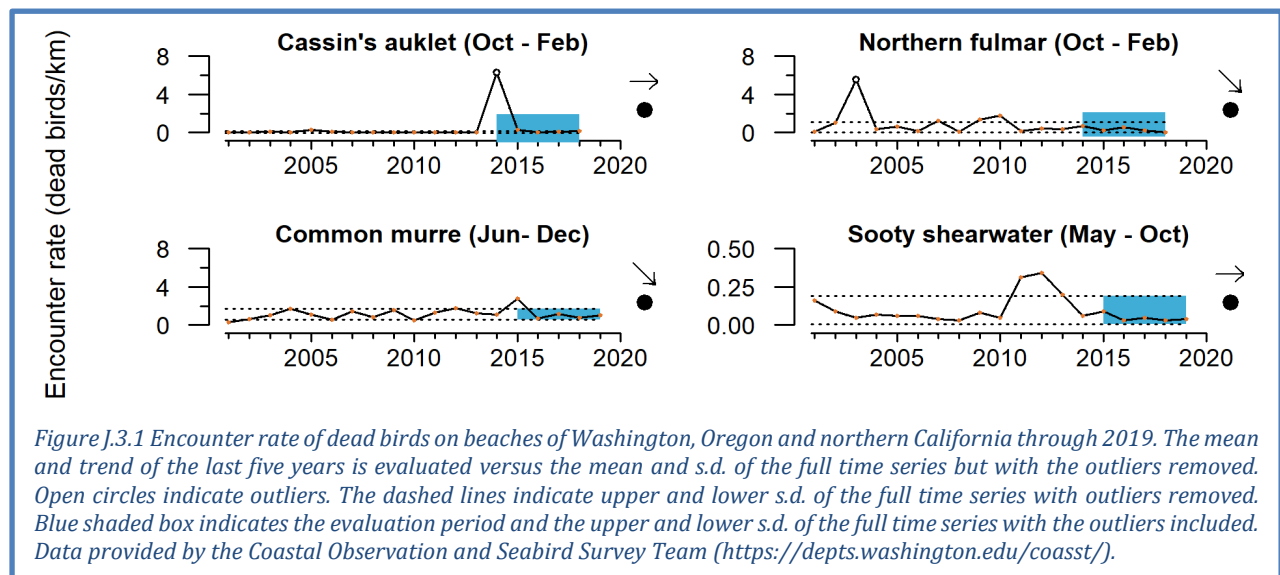 Encounter rate (dead birds/km)
Cassin's auklet (Oct - Feb)
8
4
0
2005 2010 2015 2020
Northern fulmar (Oct - Feb)
8
4
0
2005 2010 2015 2020
Common murre (Jun- Dec)
8
4
0
2005 2010 2015 2020
Sooty shearwater (May - Oct)
0.50
0.25
0.00
2005 2010 2015 2020
Figure J.3.1 Encounter rate of dead birds on beaches of Washington, Oregon and northern California through 2019. The mean
and trend of the last five years is evaluated versus the mean and s.d. of the full time series but with the outliers removed.
Open circles indicate outliers. The dashed lines indicate upper and lower s.d. of the full time series with outliers removed.
Blue shaded box indicates the evaluation period and the upper and lower s.d. of the full time series with the outliers included.
Data provided by the Coastal Observation and Seabird Survey Team (https://depts.washington.edu/coasst/).